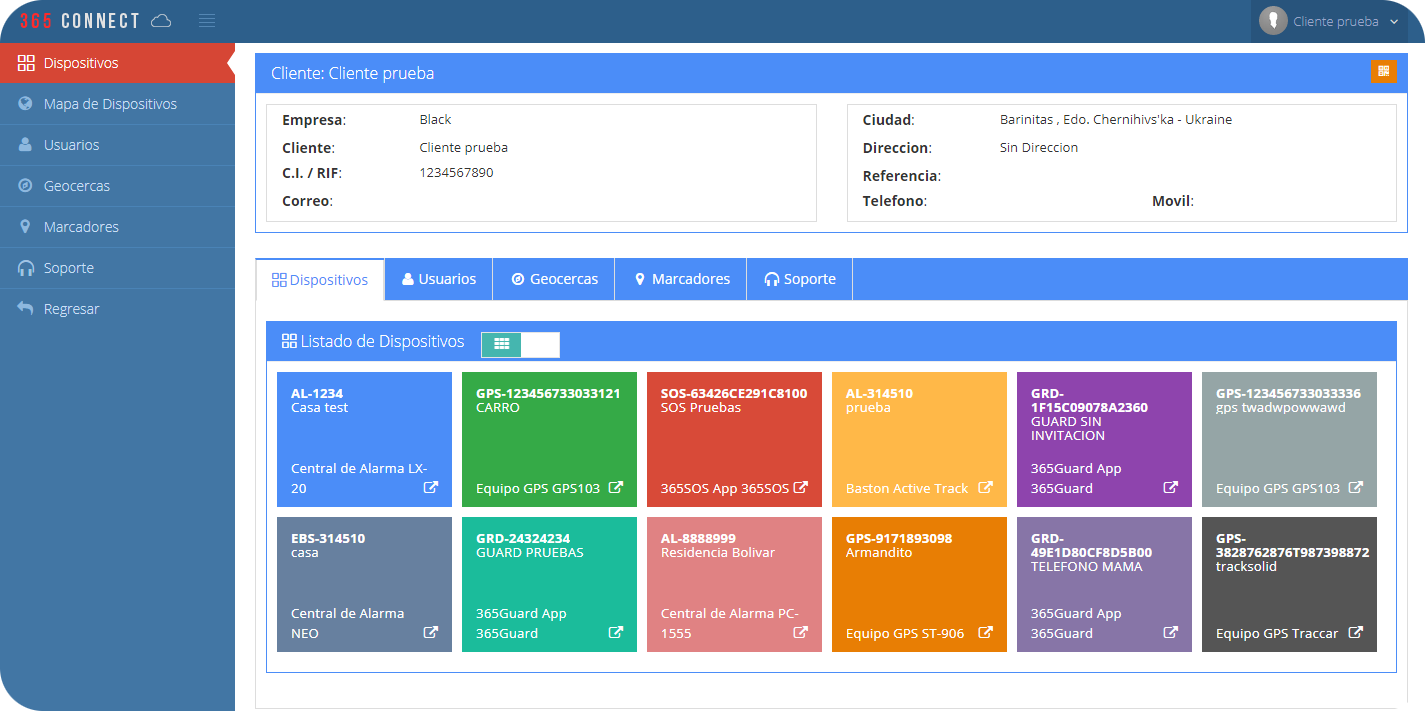 365 CONNECT
Cliente prueba
Dispositivos
Mapa de Dispositivos
Usuarios
Geocercas
Marcadores
Soporte
Regresar
Cliente: Cliente prueba
Empresa: Black
Cliente: Cliente prueba
C.I. / RIF: 1234567890
Correo:
Ciudad: Barinitas , Edo. Chernihivs'ka - Ukraine
Direccion: Sin Direccion
Referencia:
Telefono: Movil:
Dispositivos Usuarios Geocercas Marcadores Soporte
Listado de Dispositivos
AL-1234
Casa test
Central de Alarma LX-
20
GPS-123456733033121
CARRO
Equipo GPS GPS103
SOS-63426CE291C8100
SOS Pruebas
365SOS App 365SOS
AL-314510
prueba
Baston Active Track
GRD-
1F15C09078A2360
GUARD SIN
INVITACION
365Guard App
365Guard
GPS-123456733033336
gps twadwpowwawd
Equipo GPS GPS103
EBS-314510
casa
Central de Alarma
NEO
GRD-24324234
GUARD PRUEBAS
365Guard App
365Guard
AL-8888999
Residencia Bolivar
Central de Alarma PC-
1555
GPS-9171893098
Armandito
Equipo GPS ST-906
GRD-
49E1D80CF8D5B00
TELEFONO MAMA
365Guard App
365Guard
GPS-
3828762876T987398872
tracksolid
Equipo GPS Traccar